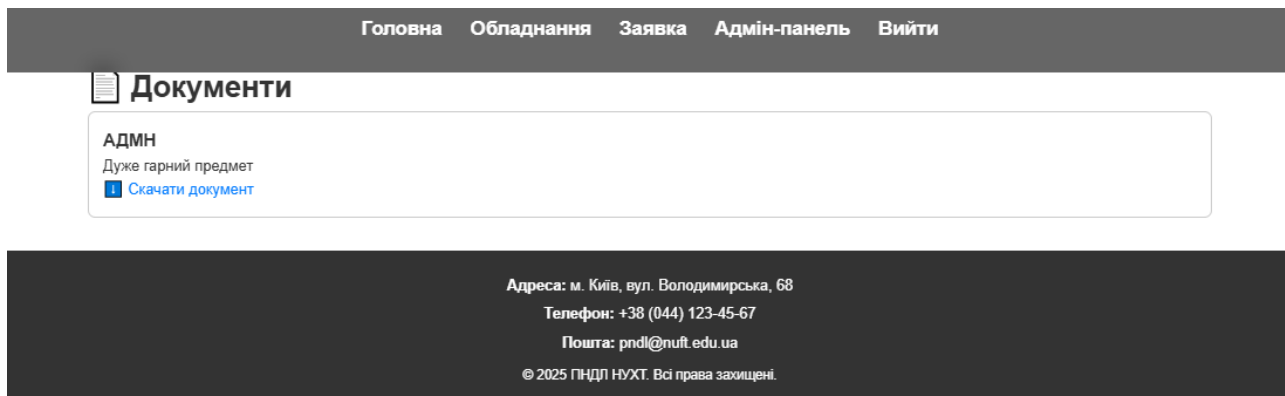 Головна Обладнання Заявка Адмін-панель Вийти
Документи
АДМН
Дуже гарний предмет
Скачати документ
Адреса: м. Київ, вул. Володимирська, 68
Телефон: +38 (044) 123-45-67
Пошта: pndl@nuft.edu.ua
© 2025 ПНДЛ НУХТ. Всі права захищені.